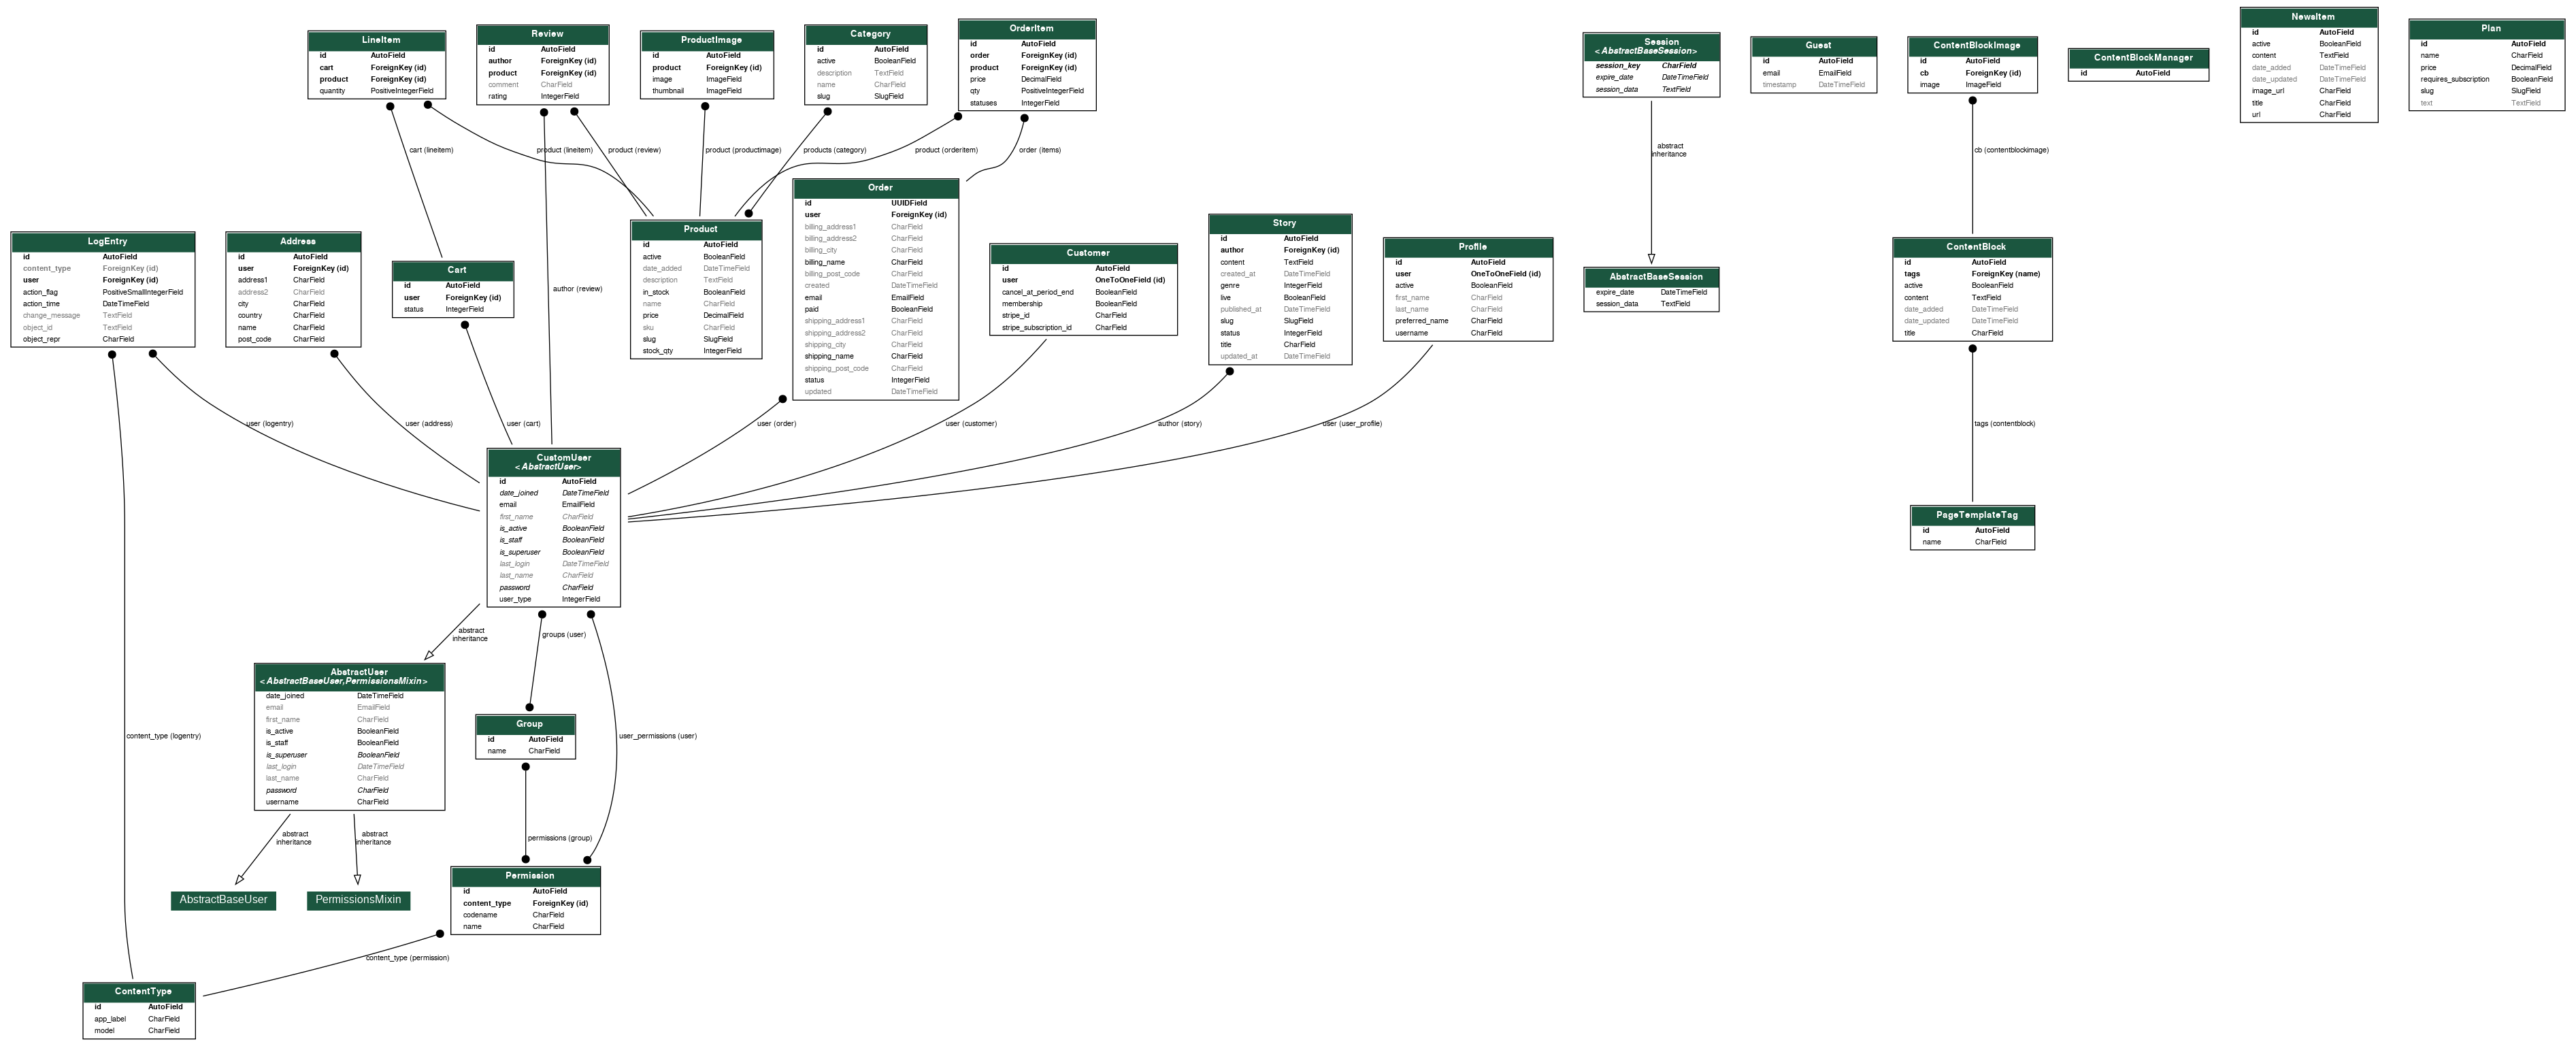 LineItem
id AutoField
cart ForeignKey (id)
product ForeignKey (id)
quantity PositiveIntegerField
Review
id AutoField
author ForeignKey (id)
product ForeignKey (id)
comment CharField
rating IntegerField
ProductImage
id AutoField
product ForeignKey (id)
image ImageField
thumbnail ImageField
Category
id AutoField
active BooleanField
description TextField
name CharField
slug SlugField
OrderItem
id AutoField
order ForeignKey (id)
product ForeignKey (id)
price DecimalField
qty PositiveIntegerField
statuses IntegerField
Session
<AbstractBaseSession>
session_key CharField
expire_date DateTimeField
session_data TextField
Guest
id AutoField
email EmailField
timestamp DateTimeField
ContentBlockImage
id AutoField
cb ForeignKey (id)
image ImageField
ContentBlockManager
id AutoField
NewsItem
id AutoField
active BooleanField
content TextField
date_added DateTimeField
date_updated DateTimeField
image_url CharField
title CharField
url CharField
Plan
id AutoField
name CharField
price DecimalField
requires_subscription BooleanField
slug SlugField
text TextField
cart (lineitem)
product (lineitem)
product (review)
product (productimage)
products (category)
product (orderitem)
order (items)
abstract
inheritance
cb (contentblockimage)
LogEntry
id AutoField
content_type ForeignKey (id)
user ForeignKey (id)
action_flag PositiveSmallIntegerField
action_time DateTimeField
change_message TextField
object_id TextField
object_repr CharField
Address
id AutoField
user ForeignKey (id)
address1 CharField
address2 CharField
city CharField
country CharField
name CharField
post_code CharField
Cart
id AutoField
user ForeignKey (id)
status IntegerField
author (review)
Product
id AutoField
active BooleanField
date_added DateTimeField
description TextField
in_stock BooleanField
name CharField
price DecimalField
sku CharField
slug SlugField
stock_qty IntegerField
Order
id UUIDField
user ForeignKey (id)
billing_address1 CharField
billing_address2 CharField
billing_city CharField
billing_name CharField
billing_post_code CharField
created DateTimeField
email EmailField
paid BooleanField
shipping_address1 CharField
shipping_address2 CharField
shipping_city CharField
shipping_name CharField
shipping_post_code CharField
status IntegerField
updated DateTimeField
Customer
id AutoField
user OneToOneField (id)
cancel_at_period_end BooleanField
membership BooleanField
stripe_id CharField
stripe_subscription_id CharField
Story
id AutoField
author ForeignKey (id)
content TextField
created_at DateTimeField
genre IntegerField
live BooleanField
published_at DateTimeField
slug SlugField
status IntegerField
title CharField
updated_at DateTimeField
Profile
id AutoField
user OneToOneField (id)
active BooleanField
first_name CharField
last_name CharField
preferred_name CharField
username CharField
AbstractBaseSession
expire_date DateTimeField
session_data TextField
ContentBlock
id AutoField
tags ForeignKey (name)
active BooleanField
content TextField
date_added DateTimeField
date_updated DateTimeField
title CharField
user (logentry)
user (address)
user (cart)
user (order)
user (customer)
author (story)
user (user_profile)
tags (contentblock)
CustomUser
<AbstractUser>
id AutoField
date_joined DateTimeField
email EmailField
first_name CharField
is_active BooleanField
is_staff BooleanField
is_superuser BooleanField
last_login DateTimeField
last_name CharField
password CharField
user_type IntegerField
PageTemplateTag
id AutoField
name CharField
abstract
inheritance
groups (user)
AbstractUser
<AbstractBaseUser,PermissionsMixin>
date_joined DateTimeField
email EmailField
first_name CharField
is_active BooleanField
is_staff BooleanField
is_superuser BooleanField
last_login DateTimeField
last_name CharField
password CharField
username CharField
Group
id AutoField
name CharField
content_type (logentry)
user_permissions (user)
abstract
inheritance
abstract
inheritance
permissions (group)
AbstractBaseUser
PermissionsMixin
Permission
id AutoField
content_type ForeignKey (id)
codename CharField
name CharField
content_type (permission)
ContentType
id AutoField
app_label CharField
model CharField